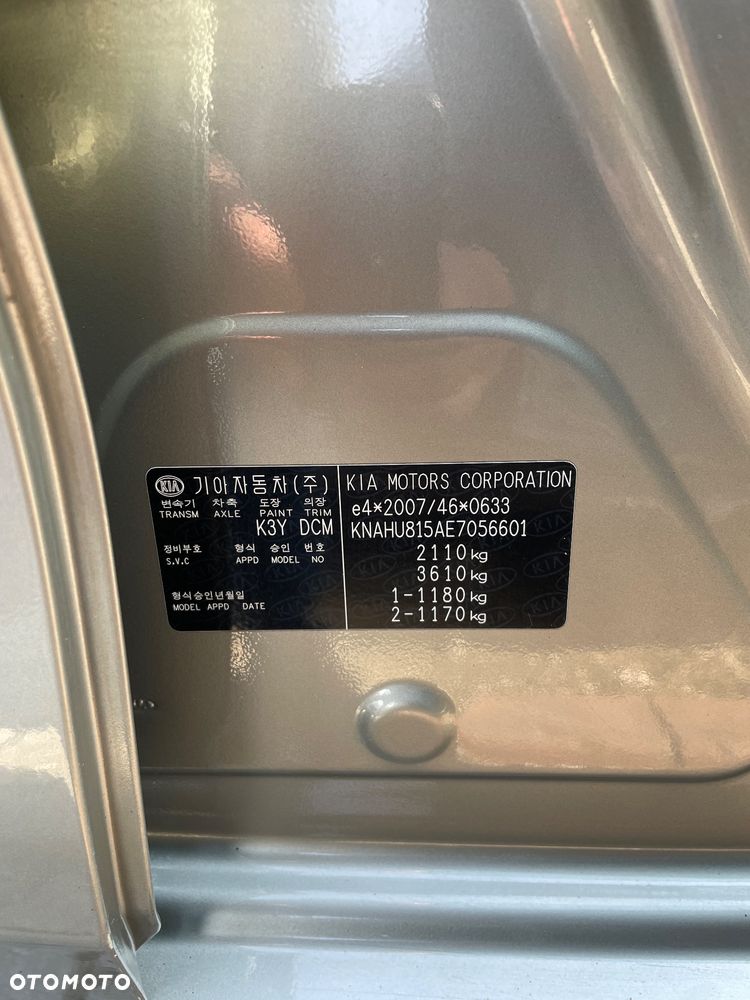 KIA 기아자동차(주)
변속기 차축 도장 의장
TRANSM AXLE PAINT TRIM
K3Y DCM
정비부호 형식 승인 번호
S.V.C APPD MODEL NO
형식승인년월일
MODEL APPD DATE
KIA MOTORS CORPORATION
e4*2007/46*0633
KNAHU815AE7056601
2110kg
3610kg
1-1180kg
2-1170kg
OTOMOTO